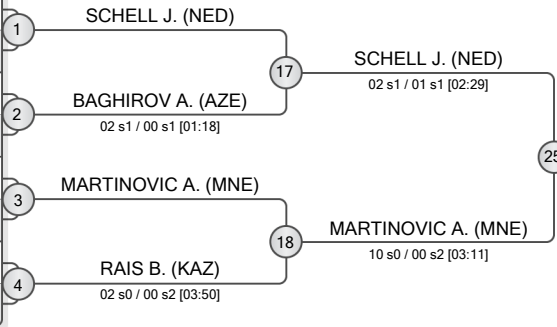 1
SCHELL J. (NED)
17
SCHELL J. (NED)
02 s1 / 01 s1 [02:29]
2
BAGHIROV A. (AZE)
02 s1 / 00 s1 [01:18]
25
3
MARTINOVIC A. (MNE)
18
MARTINOVIC A. (MNE)
10 s0 / 00 s2 [03:11]
4
RAIS B. (KAZ)
02 s0 / 00 s2 [03:50]